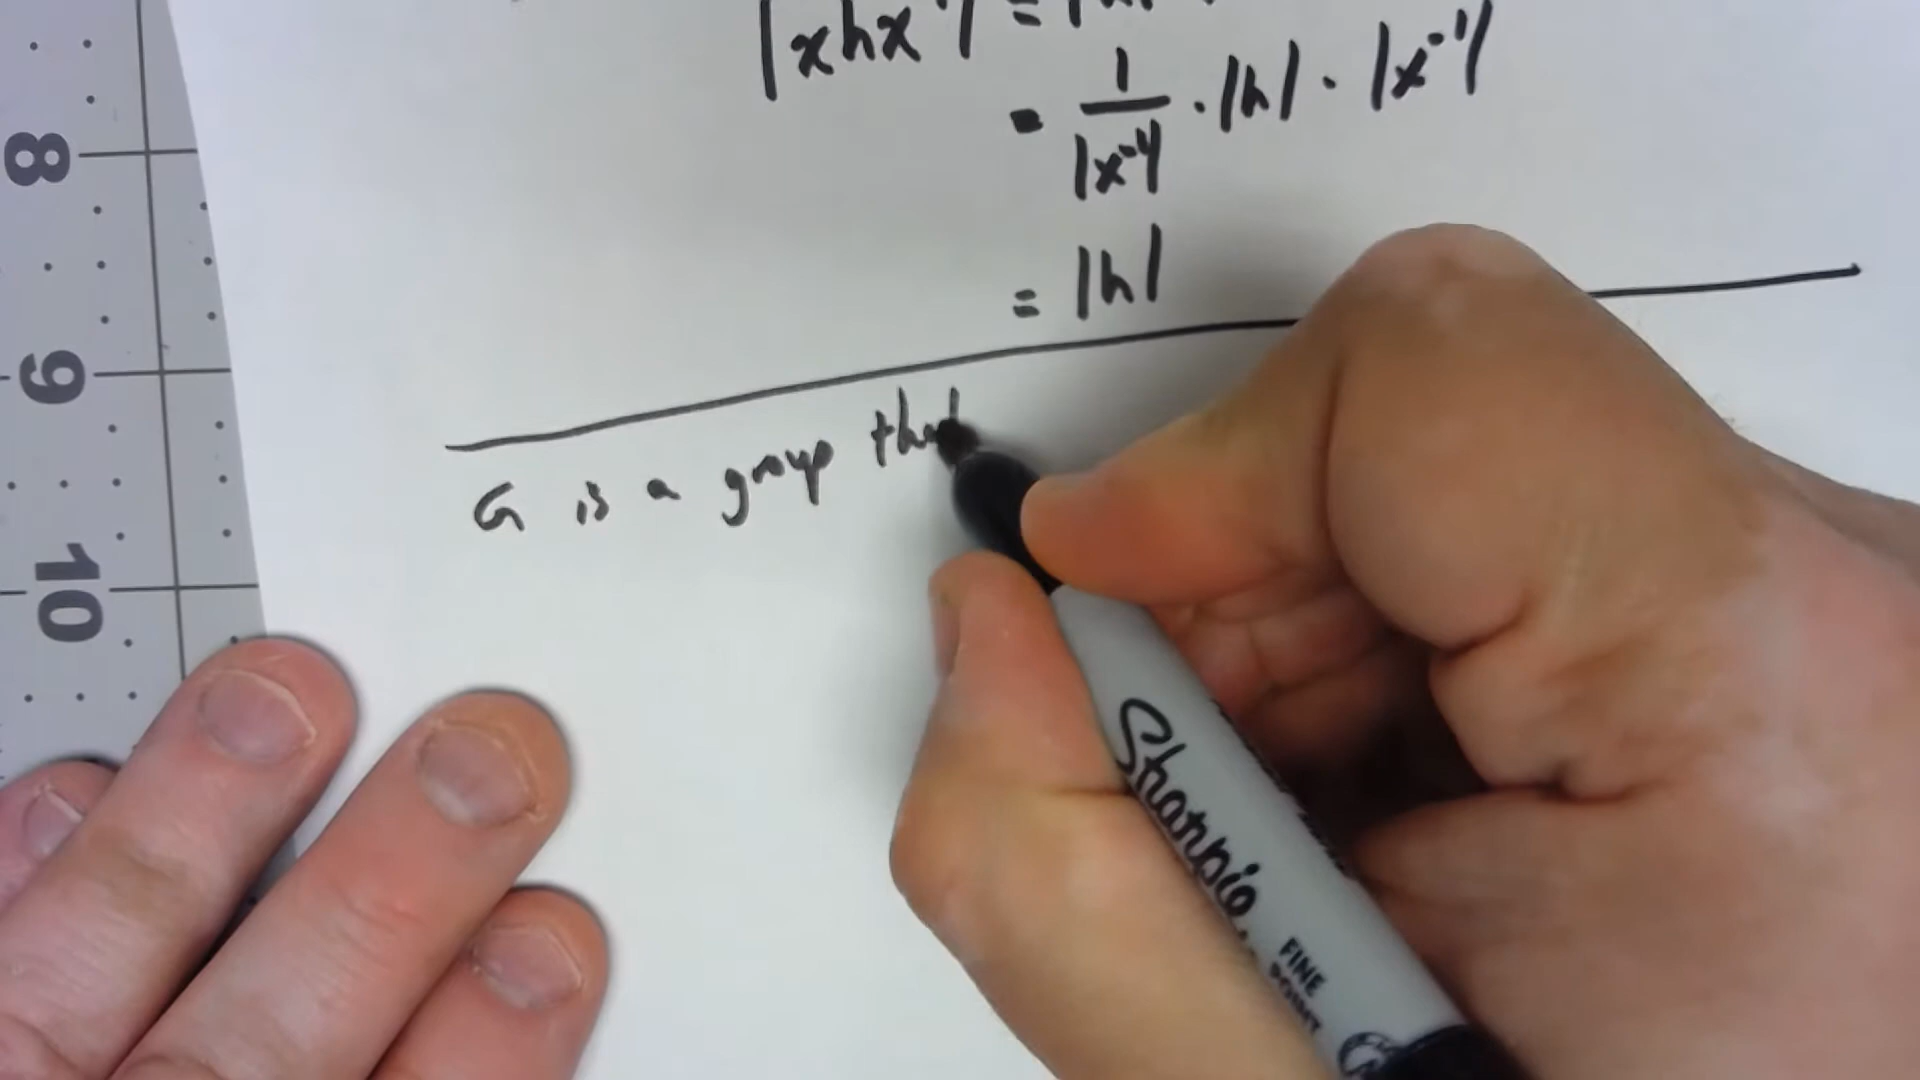 |xhx⁻¹| =
= 1/|x⁻¹| · |h| · |x⁻¹|
= |h|
G is a group that
8
9
10
Sharpie
FINE
POINT